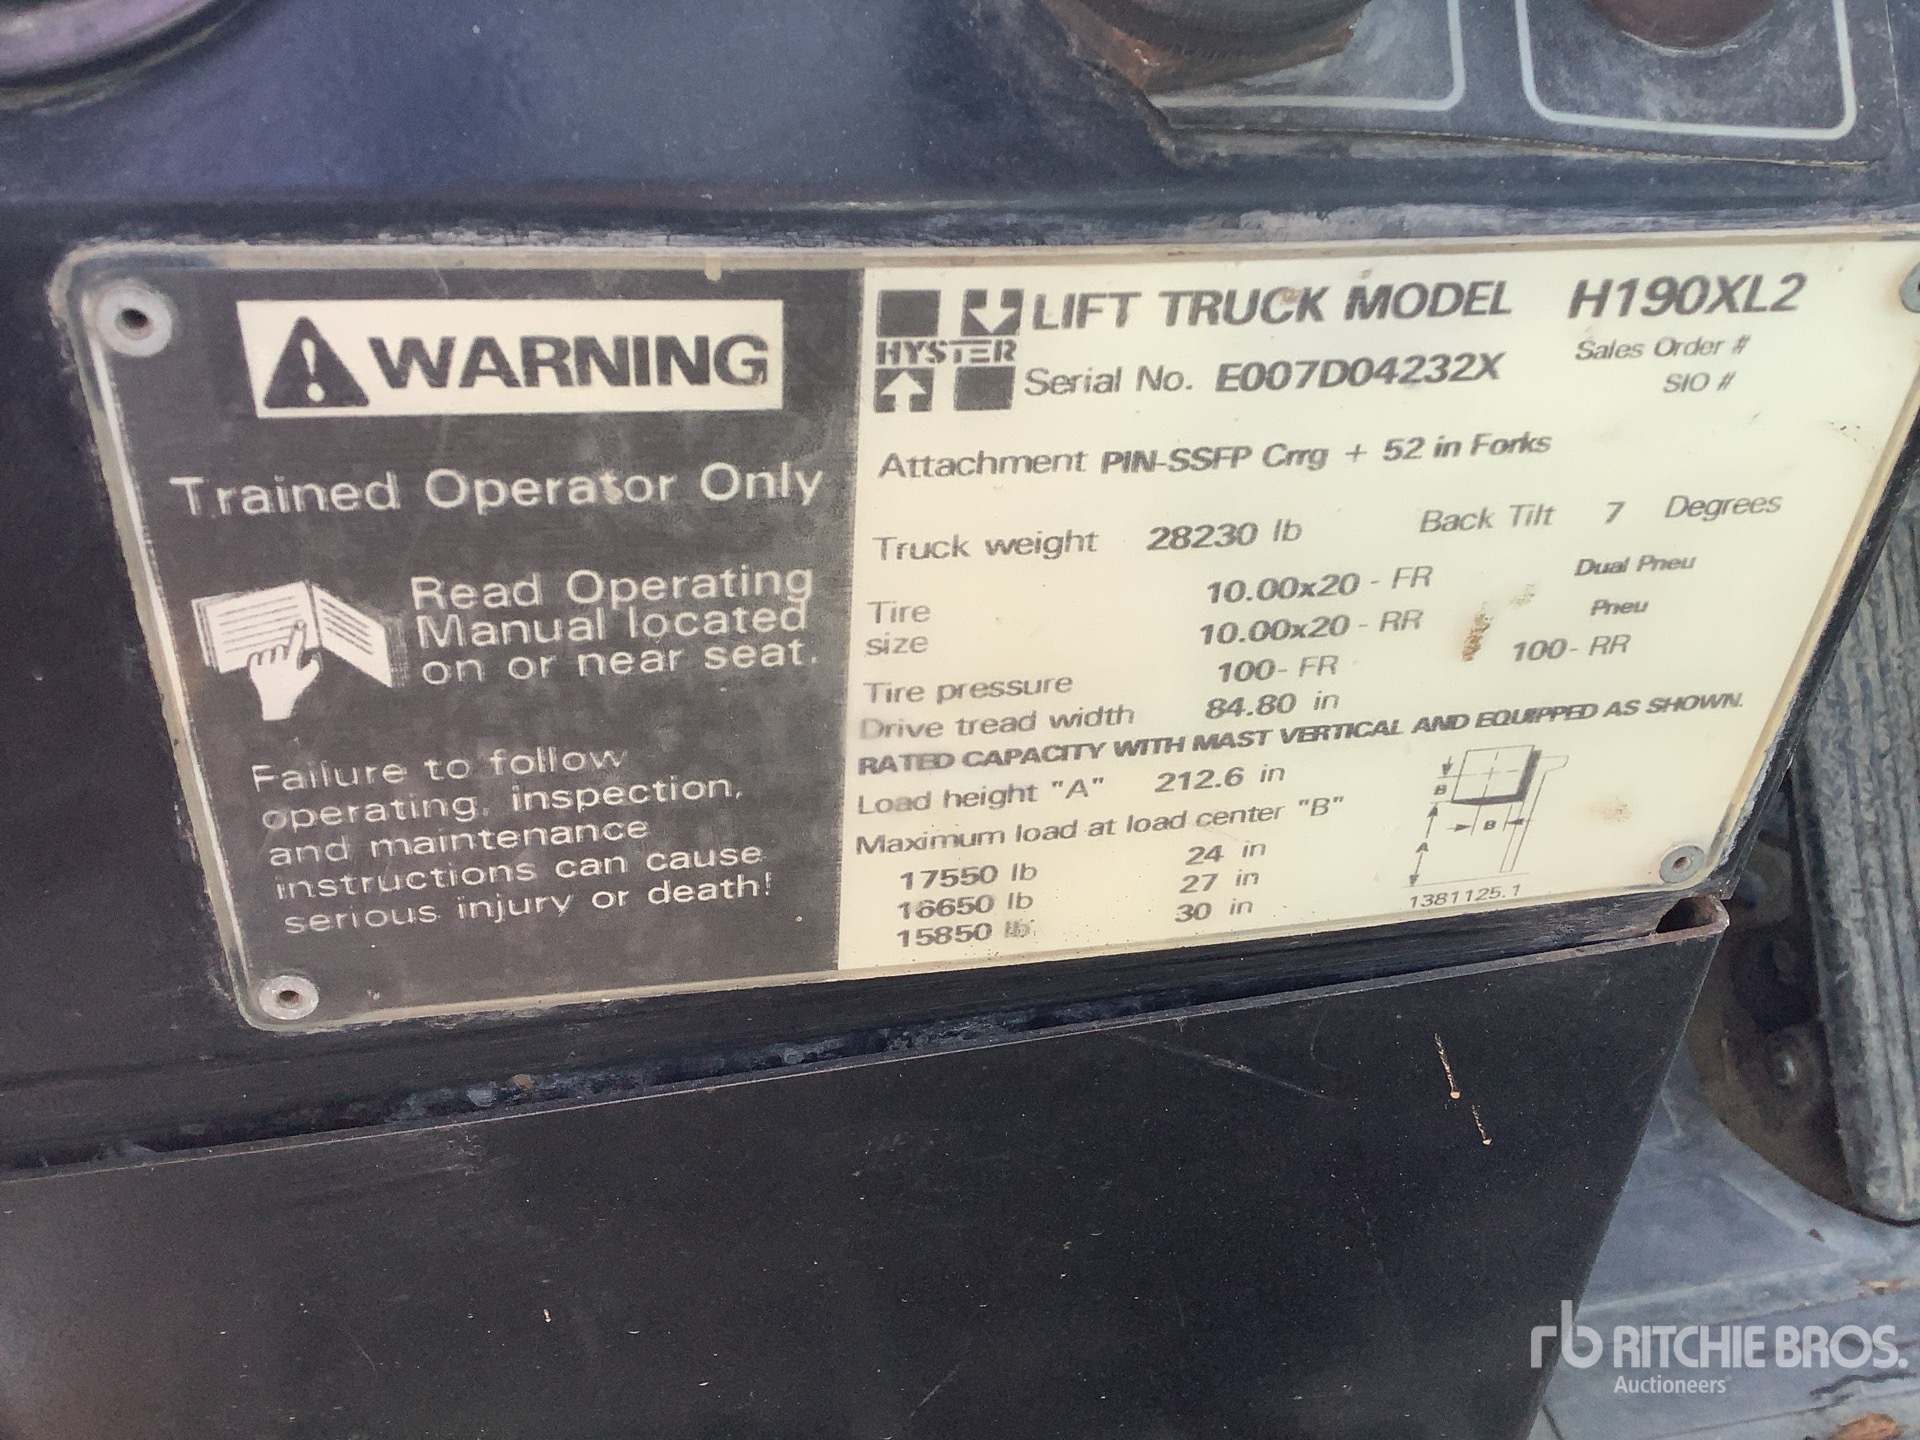 WARNING
Trained Operator Only
Read Operating
Manual located
on or near seat.
Failure to follow
operating, inspection,
and maintenance
instructions can cause
serious injury or death!
HYSTER
LIFT TRUCK MODEL H190XL2
Serial No. E007D04232X Sales Order #
SIO #
Attachment PIN-SSFP Crrg + 52 in Forks
Truck weight 28230 lb Back Tilt 7 Degrees
Tire 10.00x20 - FR Dual Pneu
size 10.00x20 - RR Pneu
Tire pressure 100- FR 100- RR
Drive tread width 84.80 in
RATED CAPACITY WITH MAST VERTICAL AND EQUIPPED AS SHOWN.
Load height "A" 212.6 in
Maximum load at load center "B"
17550 lb 24 in
16650 lb 27 in
15850 lb 30 in
B
B
A
1381125.1
rb RITCHIE BROS.
Auctioneers